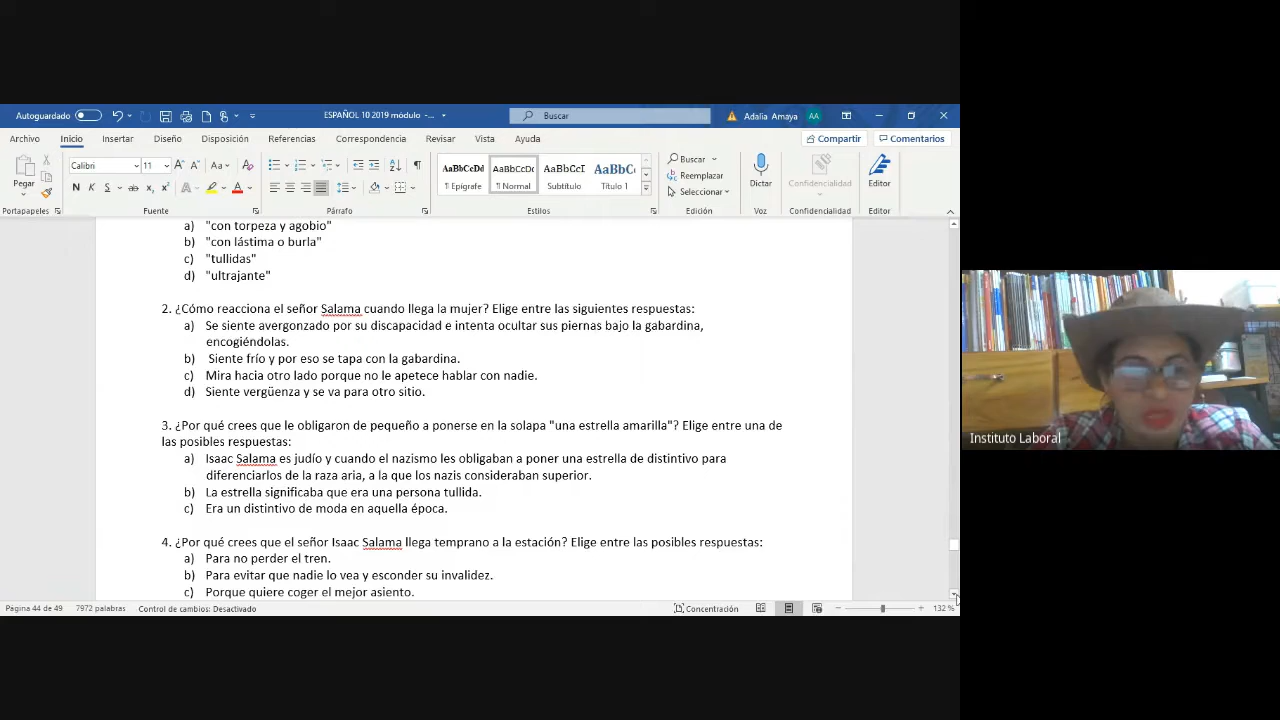 Autoguardado
ESPAÑOL 10 2019 módulo -...
Buscar
Adalia Amaya
AA
Archivo Inicio Insertar Diseño Disposición Referencias Correspondencia Revisar Vista Ayuda
Compartir Comentarios
Pegar
Calibri 11
Aa
N K S ab x₂ x² A A
AaBbCcDd AaBbCcDc AaBbCcI AaBbC
¶ Epígrafe ¶ Normal Subtítulo Título 1
Buscar
Reemplazar
Seleccionar
Dictar Confidencialidad Editor
Portapapeles Fuente Párrafo Estilos Edición Voz Confidencialidad Editor
a) "con torpeza y agobio"
b) "con lástima o burla"
c) "tullidas"
d) "ultrajante"
2. ¿Cómo reacciona el señor Salama cuando llega la mujer? Elige entre las siguientes respuestas:
a) Se siente avergonzado por su discapacidad e intenta ocultar sus piernas bajo la gabardina,
encogiéndolas.
b) Siente frío y por eso se tapa con la gabardina.
c) Mira hacia otro lado porque no le apetece hablar con nadie.
d) Siente vergüenza y se va para otro sitio.
3. ¿Por qué crees que le obligaron de pequeño a ponerse en la solapa "una estrella amarilla"? Elige entre una de
las posibles respuestas:
a) Isaac Salama es judío y cuando el nazismo les obligaban a poner una estrella de distintivo para
diferenciarlos de la raza aria, a la que los nazis consideraban superior.
b) La estrella significaba que era una persona tullida.
c) Era un distintivo de moda en aquella época.
4. ¿Por qué crees que el señor Isaac Salama llega temprano a la estación? Elige entre las posibles respuestas:
a) Para no perder el tren.
b) Para evitar que nadie lo vea y esconder su invalidez.
c) Porque quiere coger el mejor asiento.
Página 44 de 49 7972 palabras Control de cambios: Desactivado
Concentración
132 %
Instituto Laboral